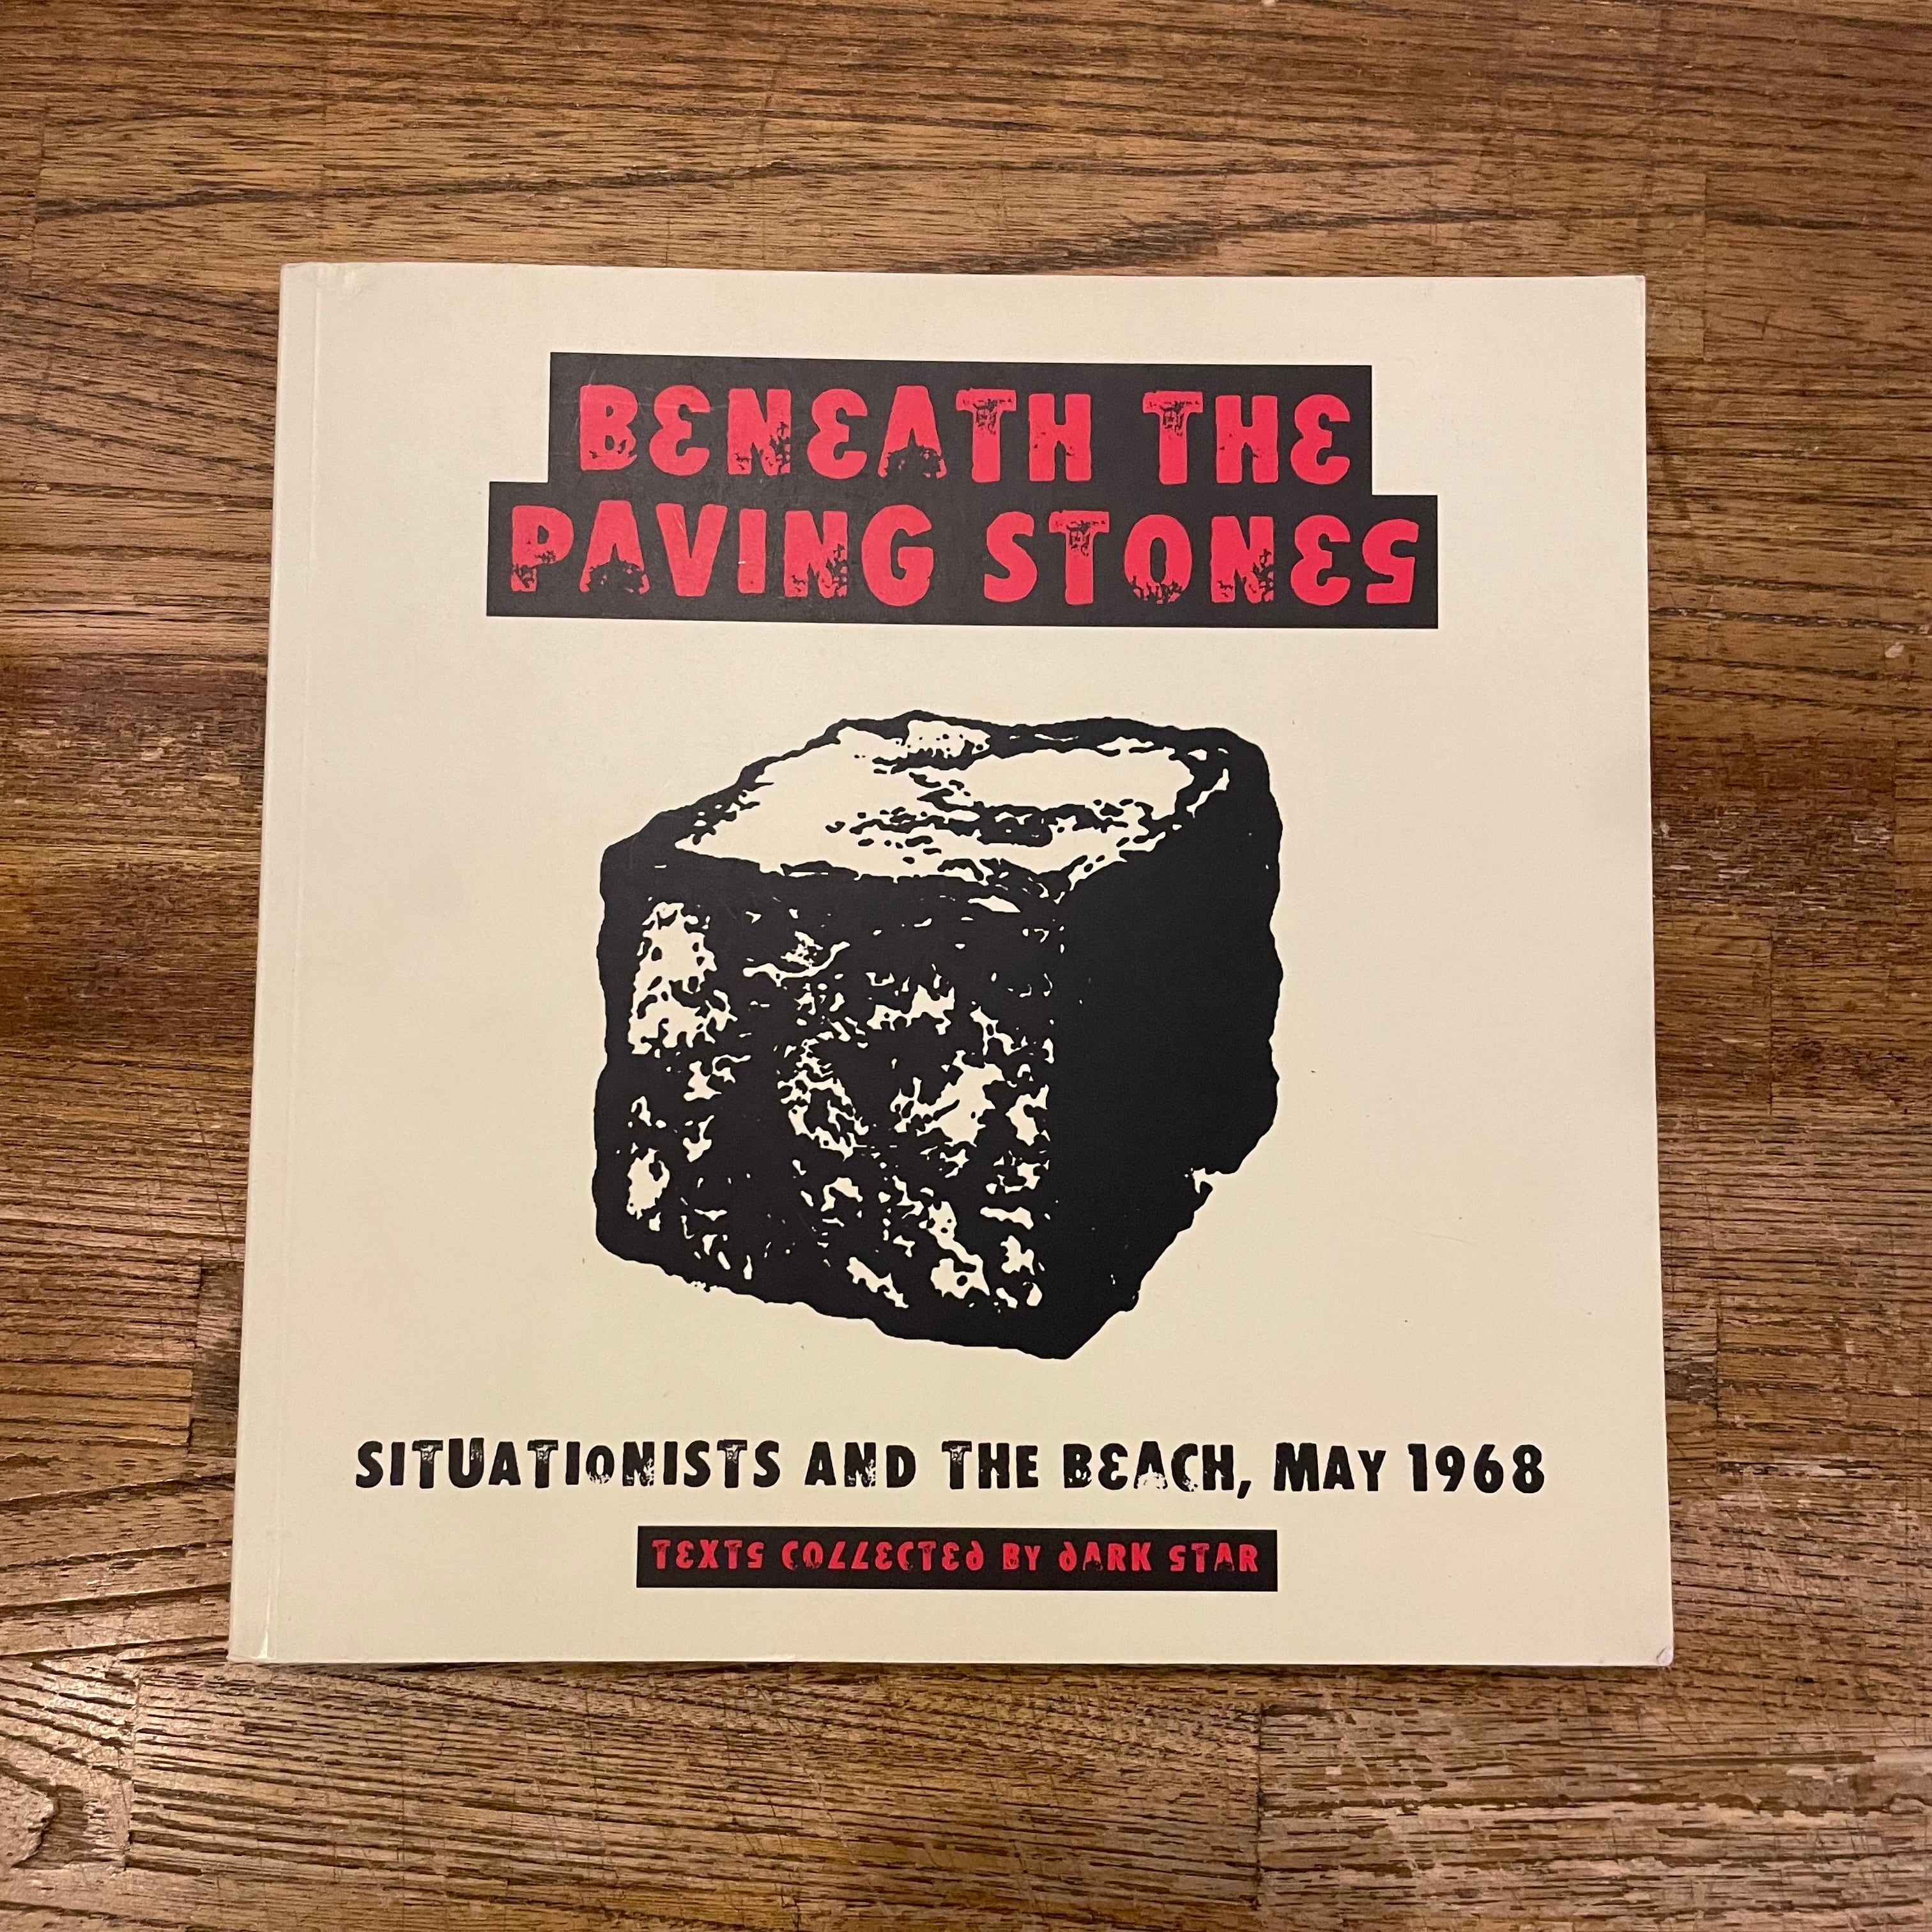 BENEATH THE
PAVING STONES
SITUATIONISTS AND THE BEACH, MAY 1968
TEXTS COLLECTED BY DARK STAR